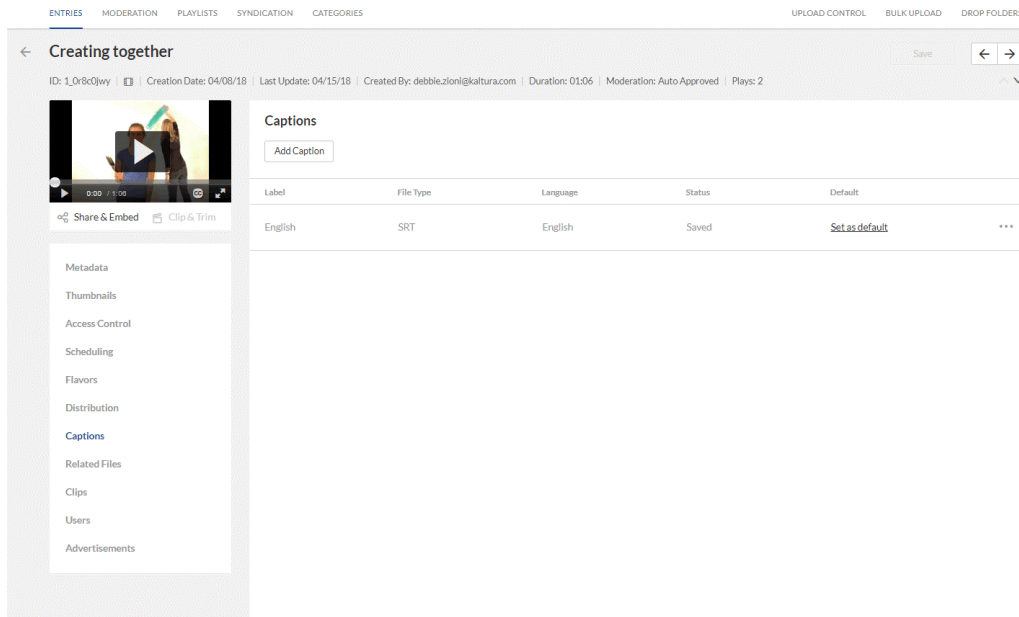 ENTRIES MODERATION PLAYLISTS SYNDICATION CATEGORIES UPLOAD CONTROL BULK UPLOAD DROP FOLDERS
Creating together Save
ID: 1_0r8c0jwy Creation Date: 04/08/18 Last Update: 04/15/18 Created By: debbie.zioni@kaltura.com Duration: 01:06 Moderation: Auto Approved Plays: 2
Captions
Add Caption
Label File Type Language Status Default
0:00 / 1:06 CC
Share & Embed Clip & Trim
English SRT English Saved Set as default
Metadata
Thumbnails
Access Control
Scheduling
Flavors
Distribution
Captions
Related Files
Clips
Users
Advertisements